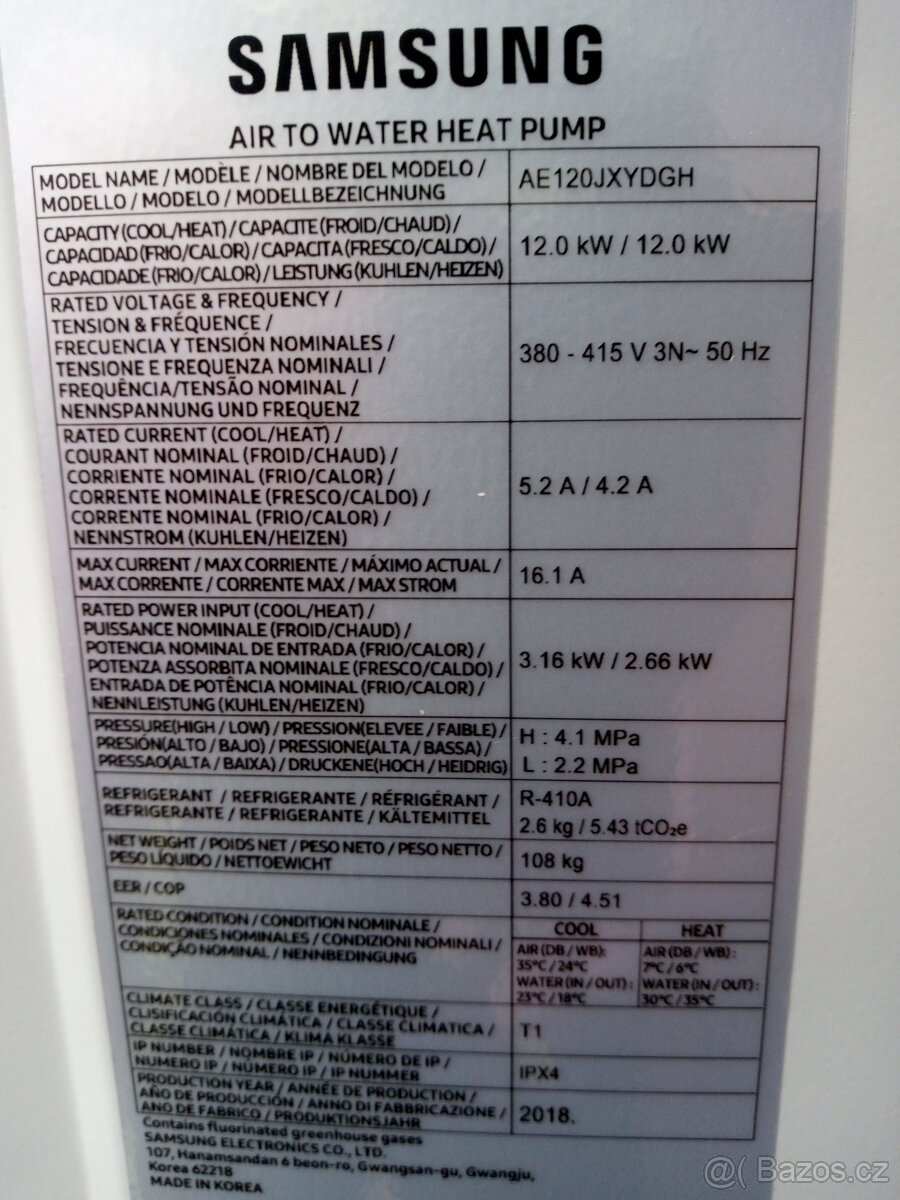 SAMSUNG
AIR TO WATER HEAT PUMP
MODEL NAME / MODÈLE / NOMBRE DEL MODELO /
MODELLO / MODELO / MODELLBEZEICHNUNG
AE120JXYDGH
CAPACITY (COOL/HEAT) / CAPACITE (FROID/CHAUD) /
CAPACIDAD (FRIO/CALOR) / CAPACITA (FRESCO/CALDO) /
CAPACIDADE (FRIO/CALOR) / LEISTUNG (KUHLEN/HEIZEN)
12.0 kW / 12.0 kW
RATED VOLTAGE & FREQUENCY /
TENSION & FRÉQUENCE /
FRECUENCIA Y TENSIÓN NOMINALES /
TENSIONE E FREQUENZA NOMINALI /
FREQUÊNCIA/TENSÃO NOMINAL /
NENNSPANNUNG UND FREQUENZ
380 - 415 V 3N~ 50 Hz
RATED CURRENT (COOL/HEAT) /
COURANT NOMINAL (FROID/CHAUD) /
CORRIENTE NOMINAL (FRIO/CALOR) /
CORRENTE NOMINALE (FRESCO/CALDO) /
CORRENTE NOMINAL (FRIO/CALOR) /
NENNSTROM (KUHLEN/HEIZEN)
5.2 A / 4.2 A
MAX CURRENT / MAX CORRIENTE / MÁXIMO ACTUAL /
MAX CORRENTE / CORRENTE MAX / MAX STROM
16.1 A
RATED POWER INPUT (COOL/HEAT) /
PUISSANCE NOMINALE (FROID/CHAUD) /
POTENCIA NOMINAL DE ENTRADA (FRIO/CALOR) /
POTENZA ASSORBITA NOMINALE (FRESCO/CALDO) /
ENTRADA DE POTÊNCIA NOMINAL (FRIO/CALOR) /
NENNLEISTUNG (KUHLEN/HEIZEN)
3.16 kW / 2.66 kW
PRESSURE(HIGH / LOW) / PRESSION(ELEVEE / FAIBLE) /
PRESIÓN(ALTO / BAJO) / PRESSIONE(ALTA / BASSA) /
PRESSAO(ALTA / BAIXA) / DRUCKENE(HOCH / HEIDRIG)
H : 4.1 MPa
L : 2.2 MPa
REFRIGERANT / REFRIGERANTE / RÉFRIGÉRANT /
REFRIGERANTE / REFRIGERANTE / KÄLTEMITTEL
R-410A
2.6 kg / 5.43 tCO₂e
NET WEIGHT / POIDS NET / PESO NETO / PESO NETTO /
PESO LÍQUIDO / NETTOEWICHT
108 kg
EER / COP
3.80 / 4.51
RATED CONDITION / CONDITION NOMINALE /
CONDICIONES NOMINALES / CONDIZIONI NOMINALI /
CONDIÇÃO NOMINAL / NENNBEDINGUNG
COOL HEAT
AIR (DB / WB): AIR (DB / WB):
35℃ / 24℃ 7℃ / 6℃
WATER (IN / OUT): WATER (IN / OUT):
23℃ / 18℃ 30℃ / 35℃
CLIMATE CLASS / CLASSE ENERGÉTIQUE /
CLISIFICACIÓN CLIMÁTICA / CLASSE CLIMATICA /
CLASSE CLIMÁTICA / KLIMA KLASSE
T1
IP NUMBER / NOMBRE IP / NÚMERO DE IP /
NUMERO IP / NÚMERO IP / IP NUMMER
IPX4
PRODUCTION YEAR / ANNÉE DE PRODUCTION /
AÑO DE PRODUCCIÓN / ANNO DI FABBRICAZIONE /
ANO DE FABRICO / PRODUKTIONSJAHR
2018.
Contains fluorinated greenhouse gases
SAMSUNG ELECTRONICS CO., LTD.
107, Hanamsandan 6 beon-ro, Gwangsan-gu, Gwangju,
Korea 62218
MADE IN KOREA
@( Bazos.cz